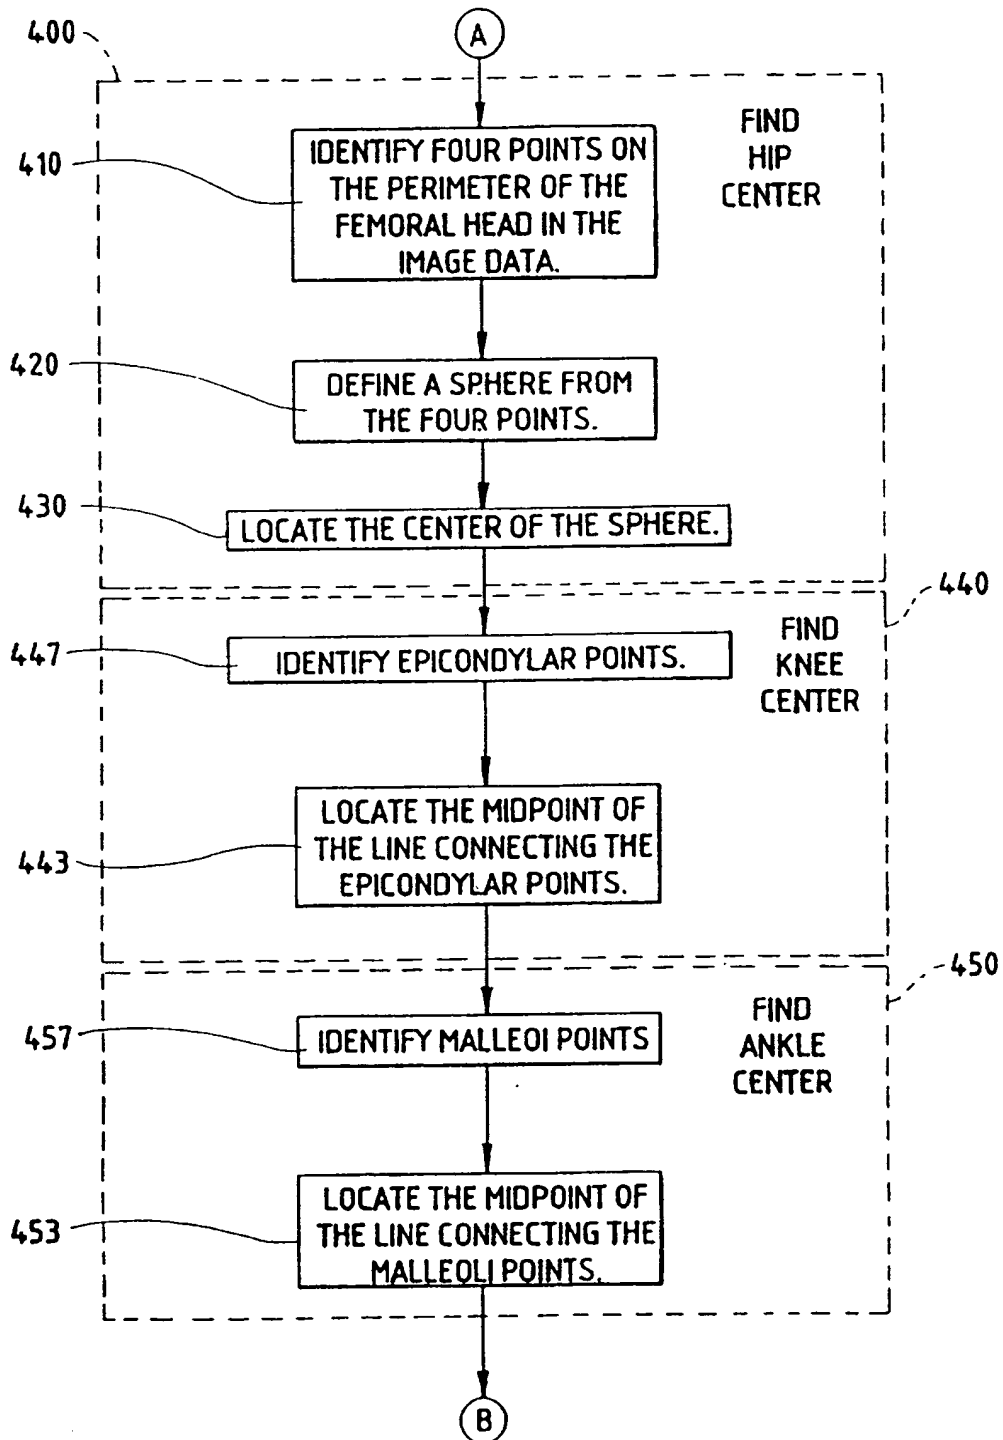 A
400
FIND
HIP
CENTER
410
IDENTIFY FOUR POINTS ON
THE PERIMETER OF THE
FEMORAL HEAD IN THE
IMAGE DATA.
420
DEFINE A SPHERE FROM
THE FOUR POINTS.
430
LOCATE THE CENTER OF THE SPHERE.
440
FIND
KNEE
CENTER
447
IDENTIFY EPICONDYLAR POINTS.
443
LOCATE THE MIDPOINT OF
THE LINE CONNECTING THE
EPICONDYLAR POINTS.
450
FIND
ANKLE
CENTER
457
IDENTIFY MALLEOI POINTS
453
LOCATE THE MIDPOINT OF
THE LINE CONNECTING THE
MALLEOLI POINTS.
B